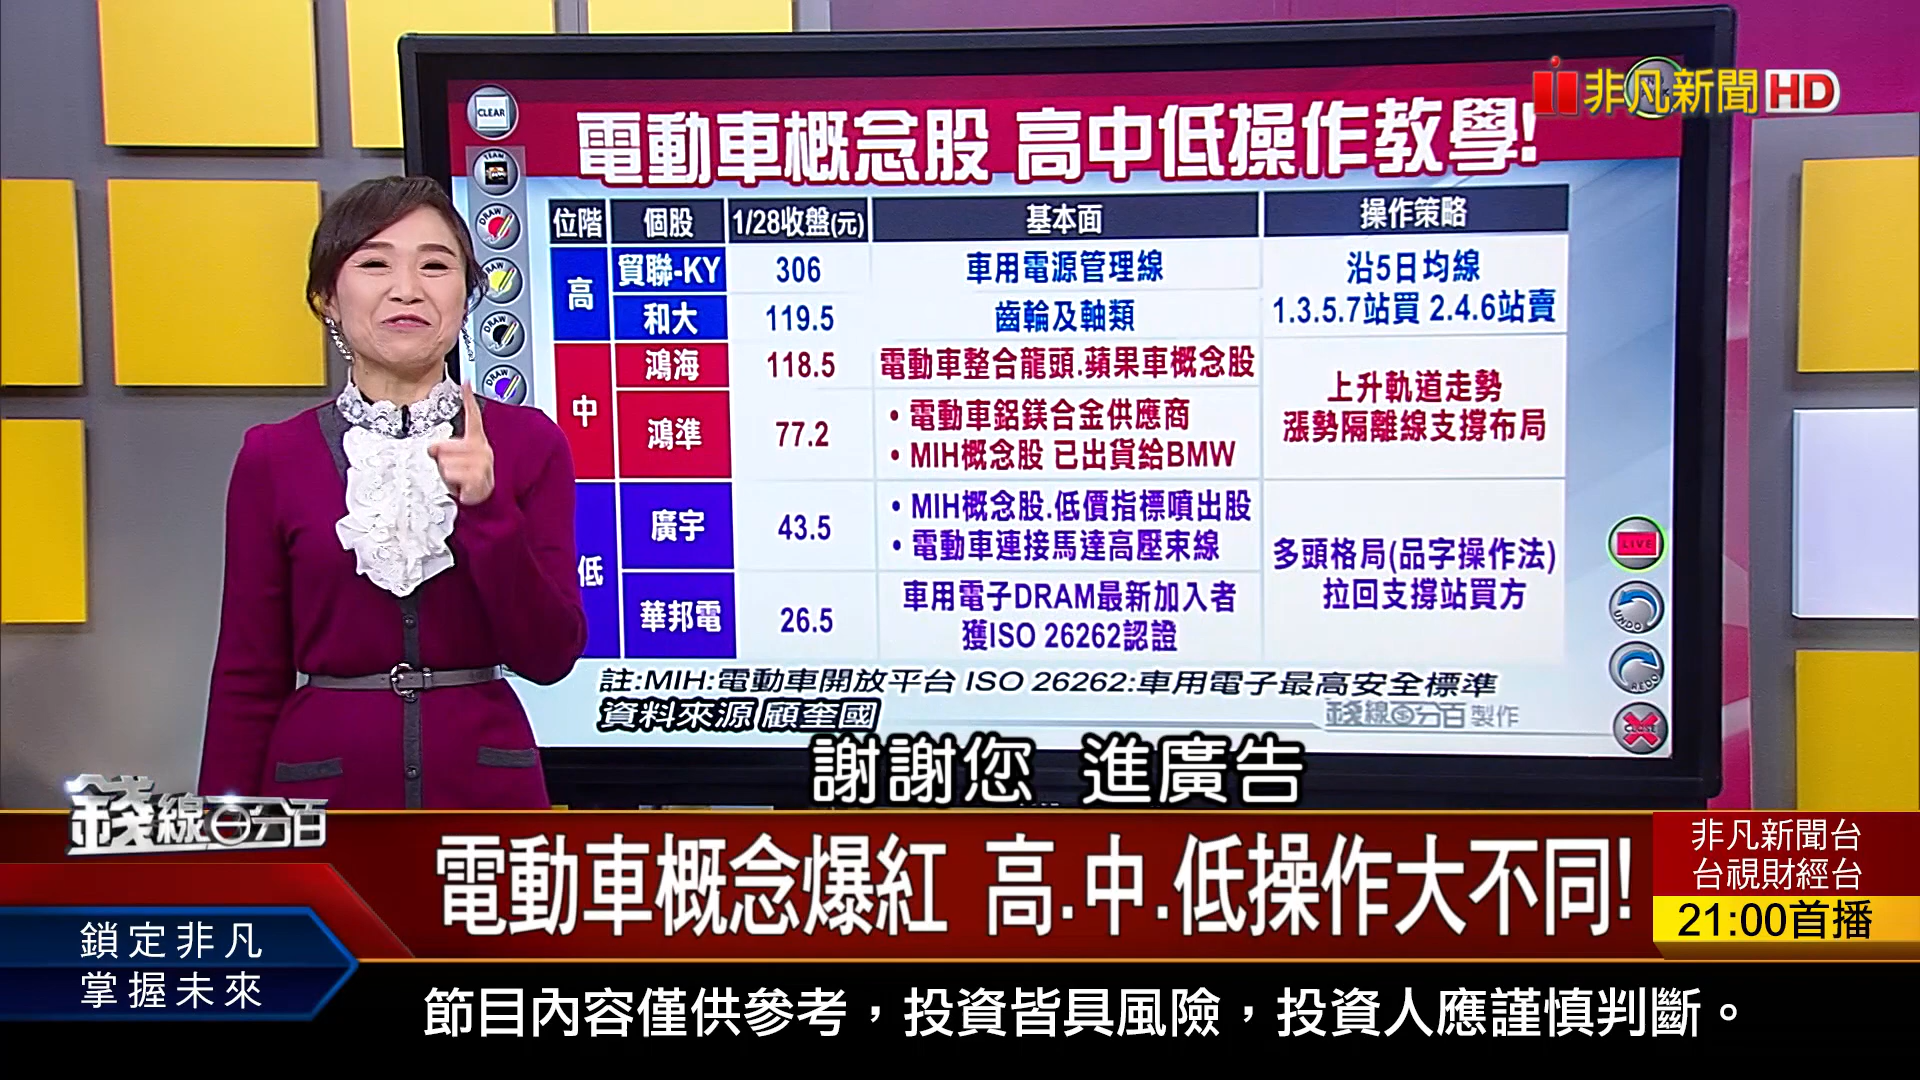 非凡新聞HD
CLEAR
TEAM
DRAW
DRAW
DRAW
電動車概念股 高中低操作教學!
位階 個股 1/28收盤(元) 基本面 操作策略
高
貿聯-KY 306 車用電源管理線
和大 119.5 齒輪及軸類
沿5日均線
1.3.5.7站買 2.4.6站賣
中
鴻海 118.5 電動車整合龍頭.蘋果車概念股
鴻準 77.2
• 電動車鋁鎂合金供應商
• MIH概念股 已出貨給BMW
上升軌道走勢
漲勢隔離線支撐布局
低
廣宇 43.5
• MIH概念股.低價指標噴出股
• 電動車連接馬達高壓束線
華邦電 26.5
車用電子DRAM最新加入者
獲ISO 26262認證
多頭格局(品字操作法)
拉回支撐站買方
註:MIH:電動車開放平台 ISO 26262:車用電子最高安全標準
資料來源 顧奎國
錢線百分百 製作
LIVE
UNDO
REDO
CLOSE
謝謝您 進廣告
錢線百分百
電動車概念爆紅 高.中.低操作大不同!
非凡新聞台
台視財經台
21:00首播
鎖定非凡
掌握未來
節目內容僅供參考，投資皆具風險，投資人應謹慎判斷。